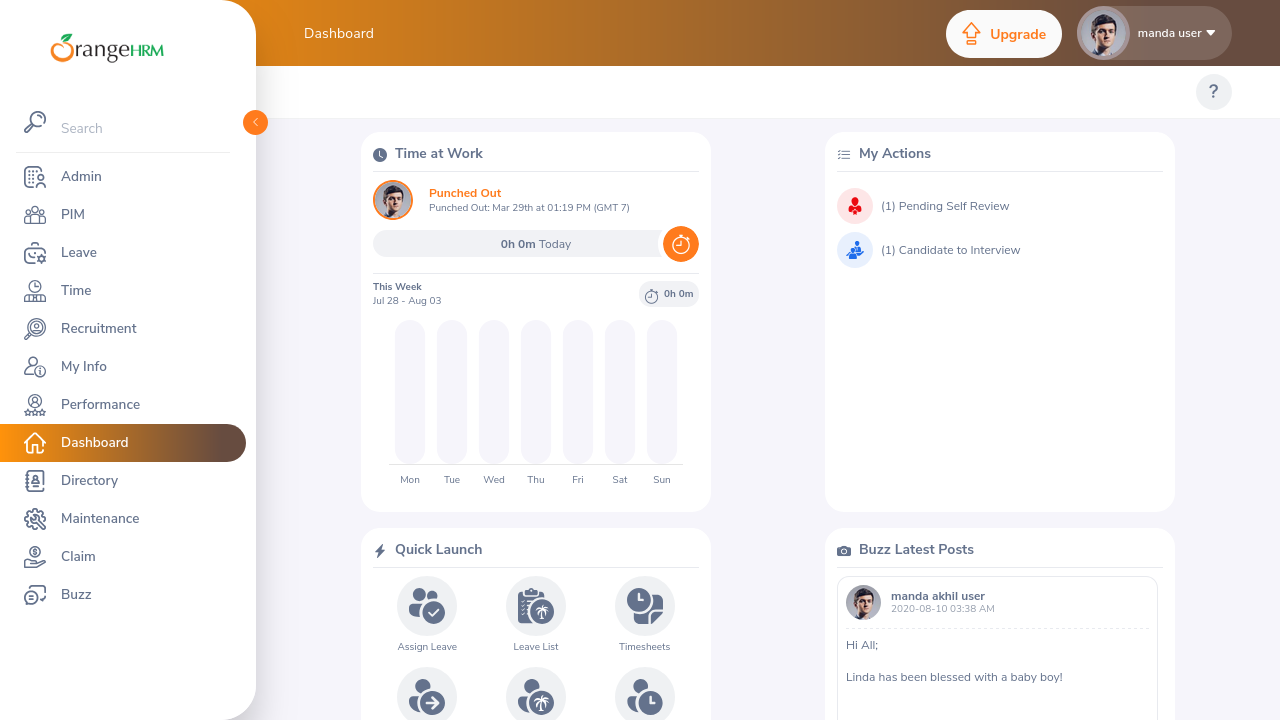 OrangeHRM
Dashboard
Upgrade
manda user
?
Search
Admin
PIM
Leave
Time
Recruitment
My Info
Performance
Dashboard
Directory
Maintenance
Claim
Buzz
Time at Work
Punched Out
Punched Out: Mar 29th at 01:19 PM (GMT 7)
0h 0m Today
This Week
Jul 28 - Aug 03
0h 0m
Mon Tue Wed Thu Fri Sat Sun
My Actions
(1) Pending Self Review
(1) Candidate to Interview
Quick Launch
Assign Leave Leave List Timesheets
Buzz Latest Posts
manda akhil user
2020-08-10 03:38 AM
Hi All;
Linda has been blessed with a baby boy!